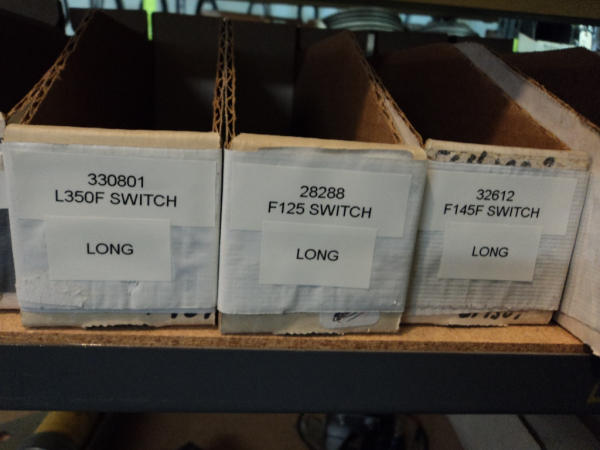 330801
L350F SWITCH
LONG
28288
F125 SWITCH
LONG
32612
F145F SWITCH
LONG